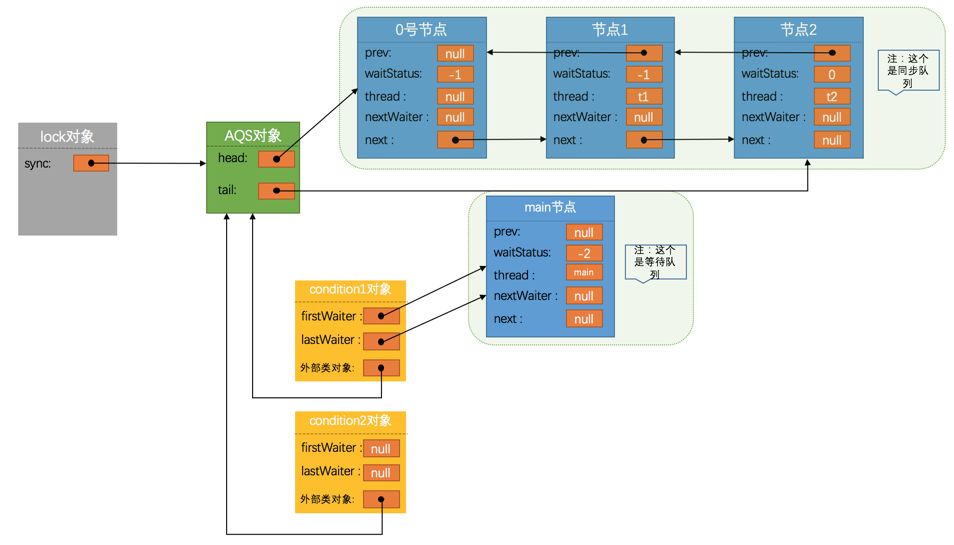 lock对象
sync:
AQS对象
head:
tail:
0号节点
prev: null
waitStatus: -1
thread : null
nextWaiter : null
next :
节点1
prev:
waitStatus: -1
thread : t1
nextWaiter : null
next :
节点2
prev:
waitStatus: 0
thread : t2
nextWaiter : null
next : null
注：这个
是同步队
列
main节点
prev: null
waitStatus: -2
thread : main
nextWaiter : null
next : null
注：这个
是等待队
列
condition1对象
firstWaiter :
lastWaiter :
外部类对象:
condition2对象
firstWaiter : null
lastWaiter : null
外部类对象: